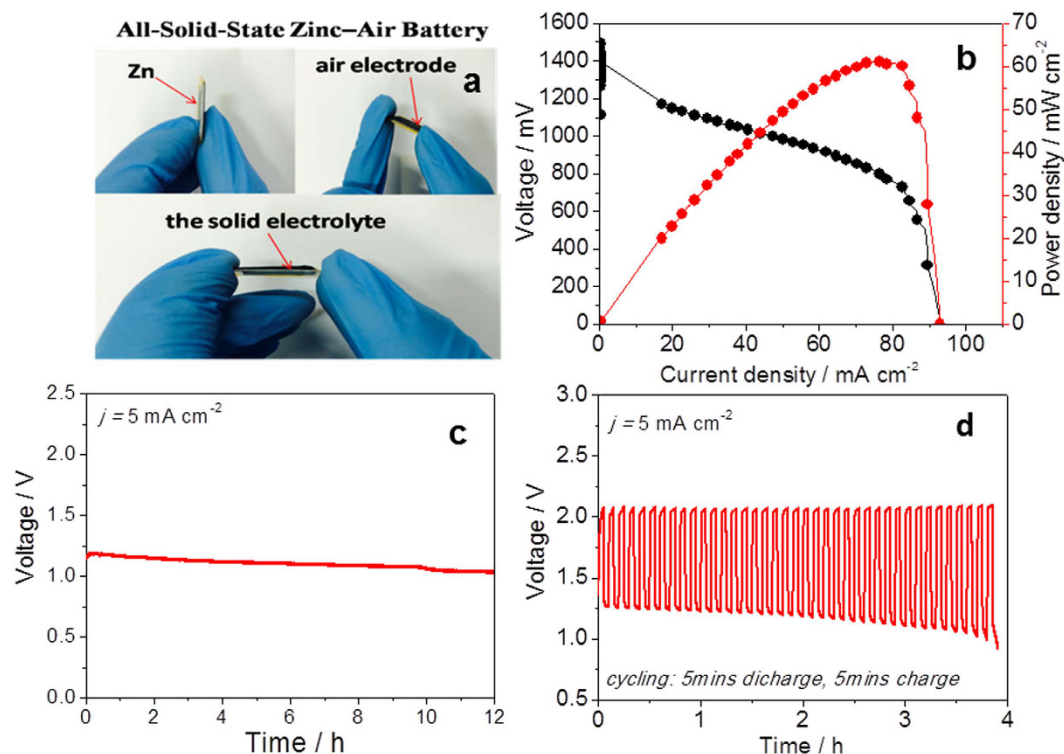 All-Solid-State Zinc–Air Battery
Zn
air electrode
a
the solid electrolyte
b
1600
1400
1200
1000
800
600
400
200
0
Voltage / mV
70
60
50
40
30
20
10
0
Power density / mW cm-2
0 20 40 60 80 100
Current density / mA cm-2
j = 5 mA cm-2
c
2.5
2.0
1.5
1.0
0.5
0.0
Voltage / V
0 2 4 6 8 10 12
Time / h
j = 5 mA cm-2
d
3.0
2.5
2.0
1.5
1.0
0.5
Voltage / V
cycling: 5mins dicharge, 5mins charge
0 1 2 3 4
Time / h